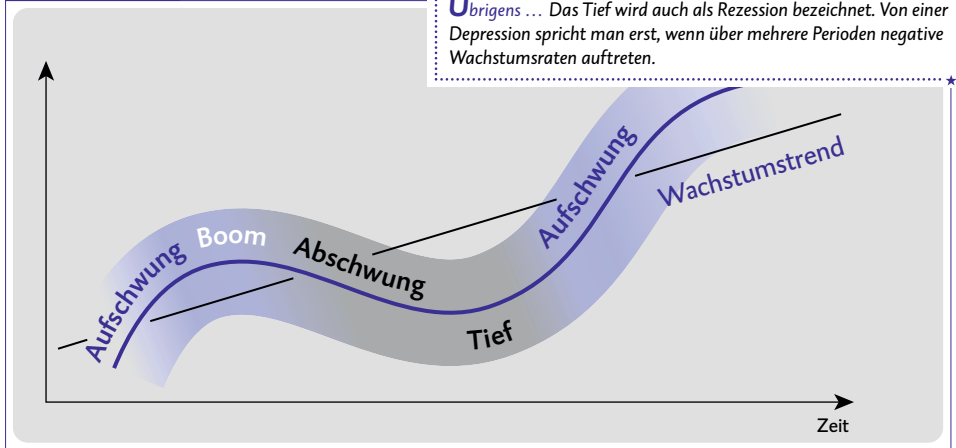 Übrigens … Das Tief wird auch als Rezession bezeichnet. Von einer
Depression spricht man erst, wenn über mehrere Perioden negative
Wachstumsraten auftreten.
Aufschwung
Boom
Abschwung
Tief
Aufschwung
Wachstumstrend
Zeit